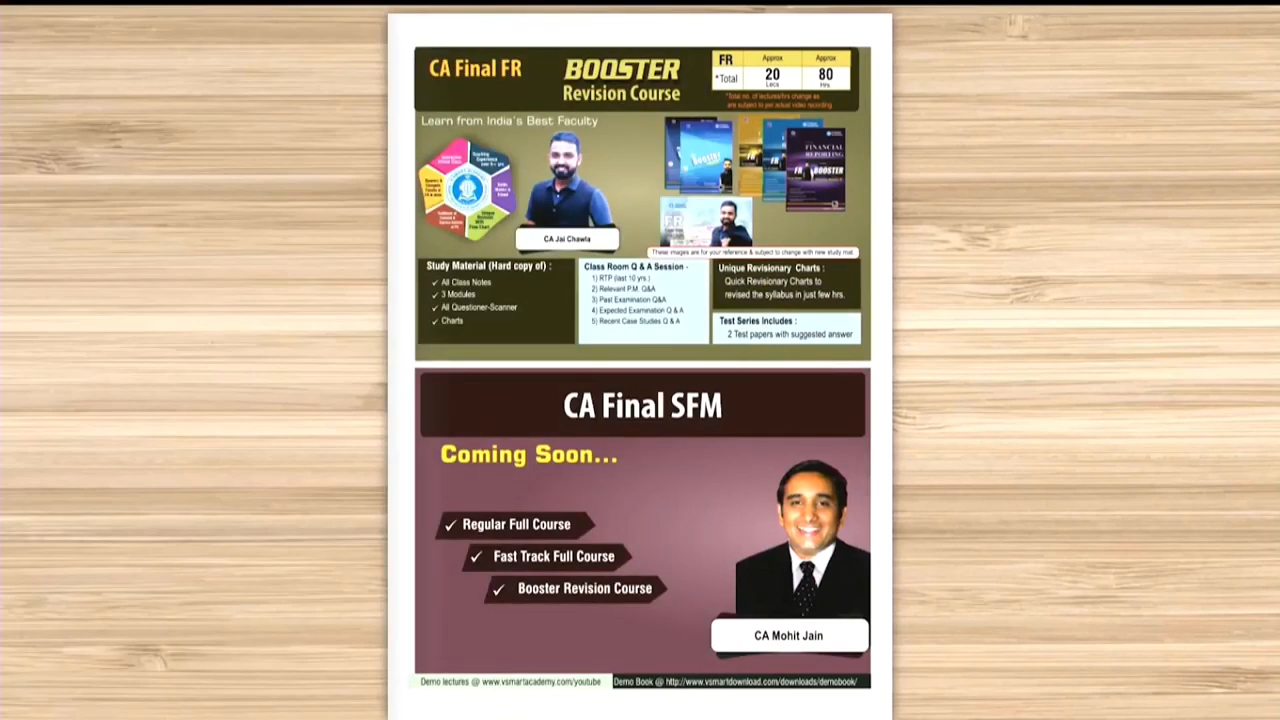 CA Final FR
BOOSTER
Revision Course
FR Approx Approx
*Total 20 Lecs 80 Hrs
*Total no. of lectures/hrs change as
are subject to per actual video recording
Learn from India's Best Faculty
CA Jai Chawla
Booster
FINANCIAL
REPORTING
FR BOOSTER
FR
These images are for your reference & subject to change with new study mat.
Study Material (Hard copy of) :
✓ All Class Notes
✓ 3 Modules
✓ All Questioner-Scanner
✓ Charts
Class Room Q & A Session -
1) RTP (last 10 yrs.)
2) Relevant P.M. Q&A
3) Past Examination Q&A
4) Expected Examination Q & A
5) Recent Case Studies Q & A
Unique Revisionary Charts :
Quick Revisionary Charts to
revised the syllabus in just few hrs.
Test Series Includes :
2 Test papers with suggested answer
CA Final SFM
Coming Soon...
✓ Regular Full Course
✓ Fast Track Full Course
✓ Booster Revision Course
CA Mohit Jain
Demo lectures @ www.vsmartacademy.com/youtube
Demo Book @ http://www.vsmartdownload.com/downloads/demobook/